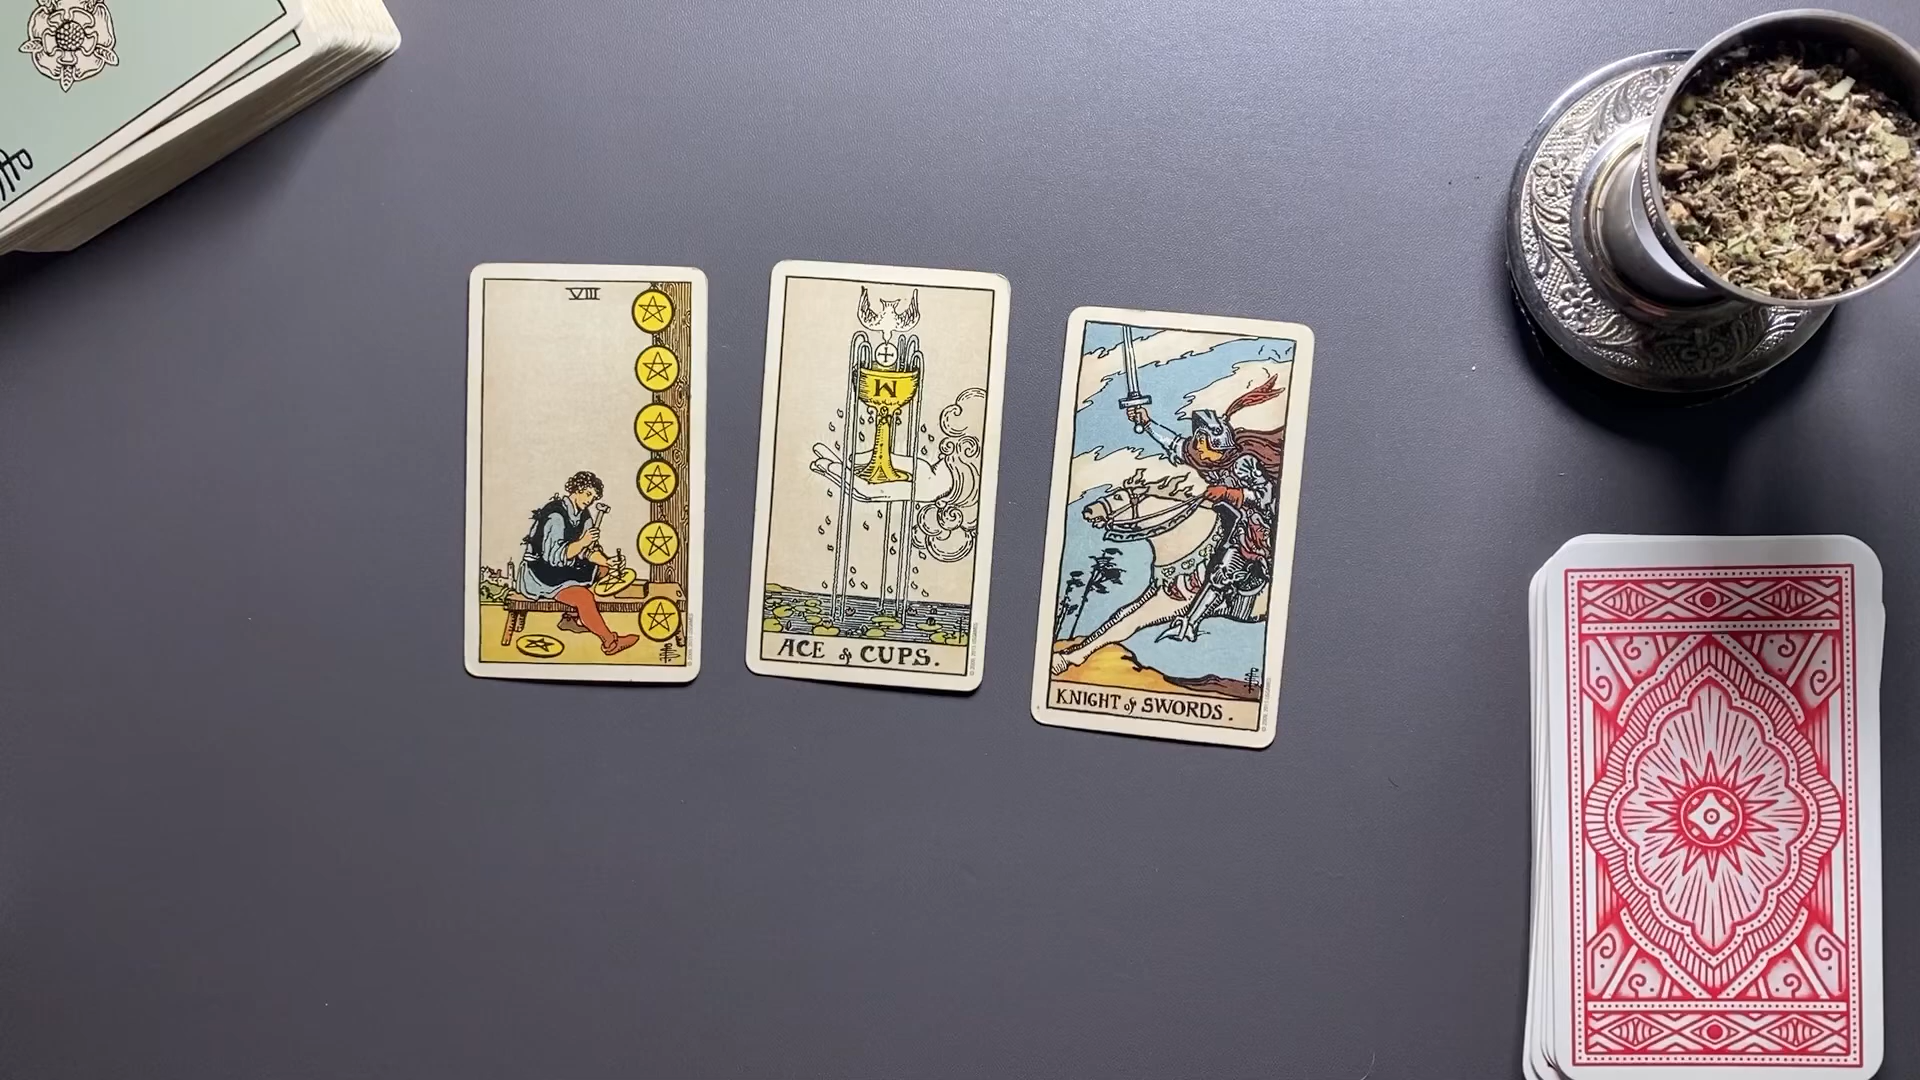 VIII
W
ACE of CUPS.
KNIGHT of SWORDS.